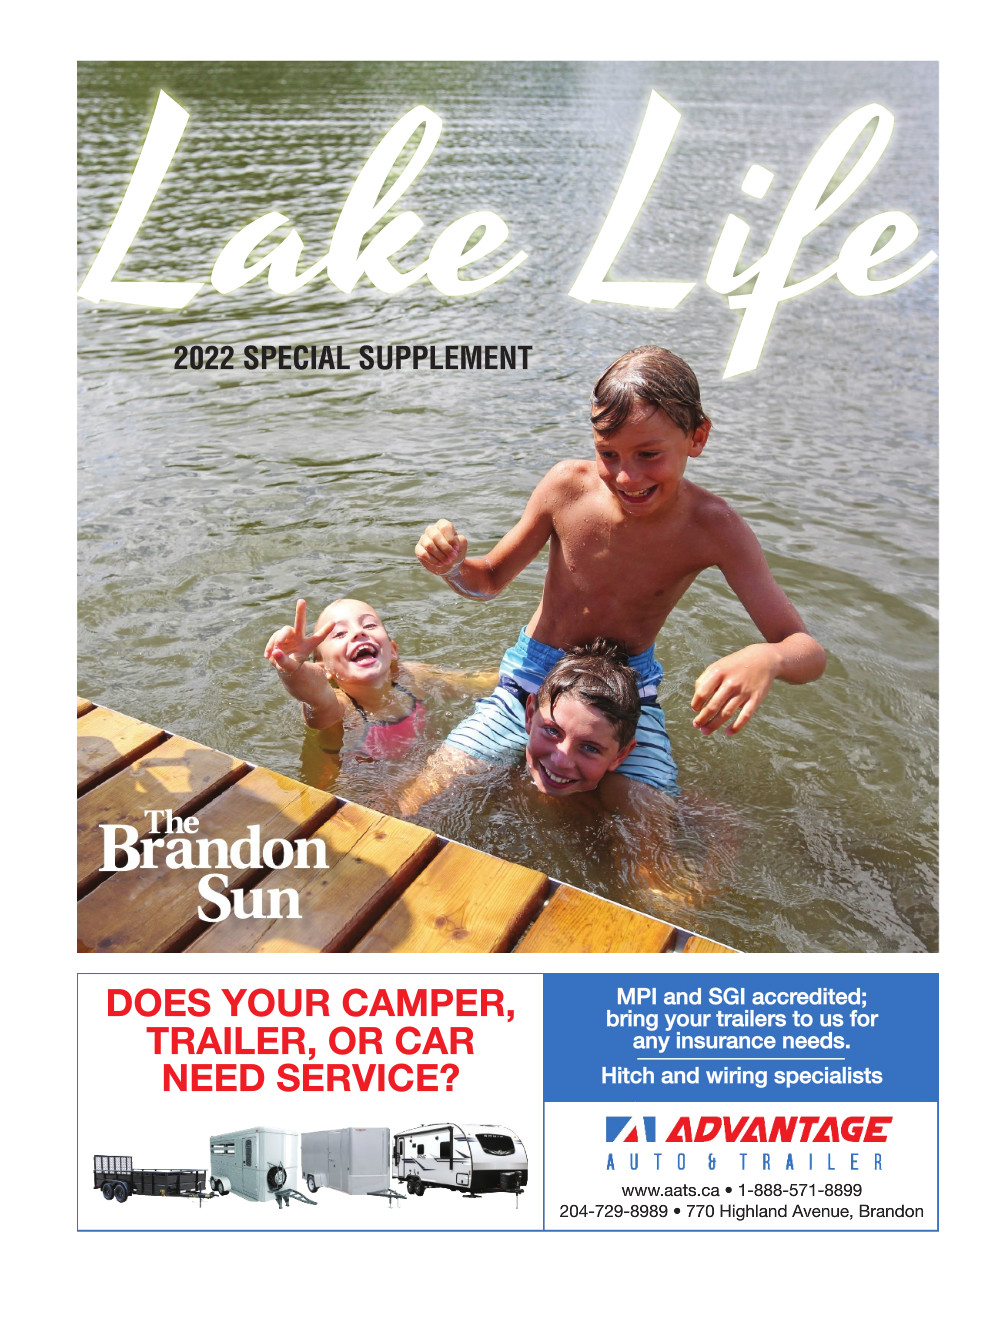 Lake Life
2022 SPECIAL SUPPLEMENT
The
Brandon
Sun
DOES YOUR CAMPER,
TRAILER, OR CAR
NEED SERVICE?
MPI and SGI accredited;
bring your trailers to us for
any insurance needs.
Hitch and wiring specialists
ADVANTAGE
AUTO & TRAILER
www.aats.ca • 1-888-571-8899
204-729-8989 • 770 Highland Avenue, Brandon